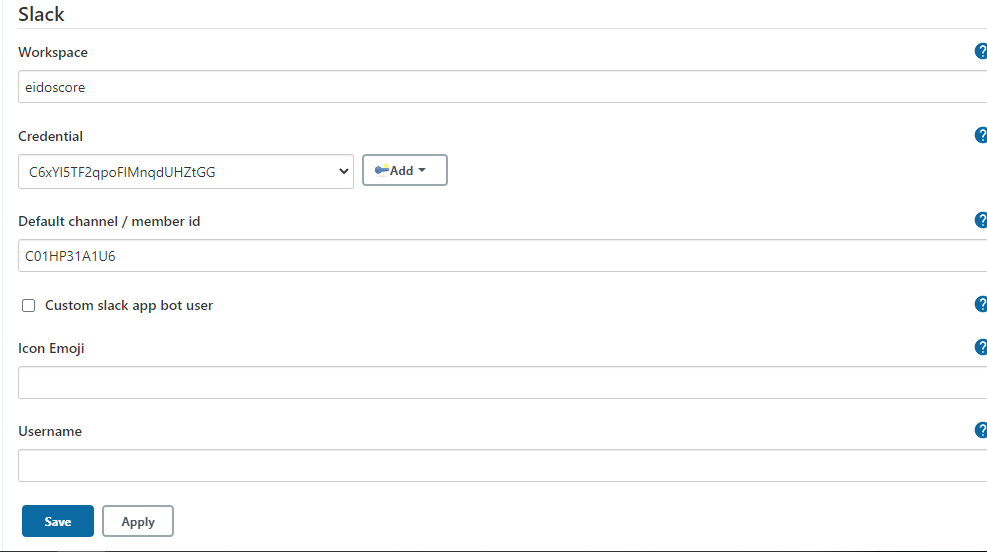 Slack
Workspace
eidoscore
Credential
C6xYI5TF2qpoFIMnqdUHZtGG
Add
Default channel / member id
C01HP31A1U6
Custom slack app bot user
Icon Emoji
Username
Save
Apply